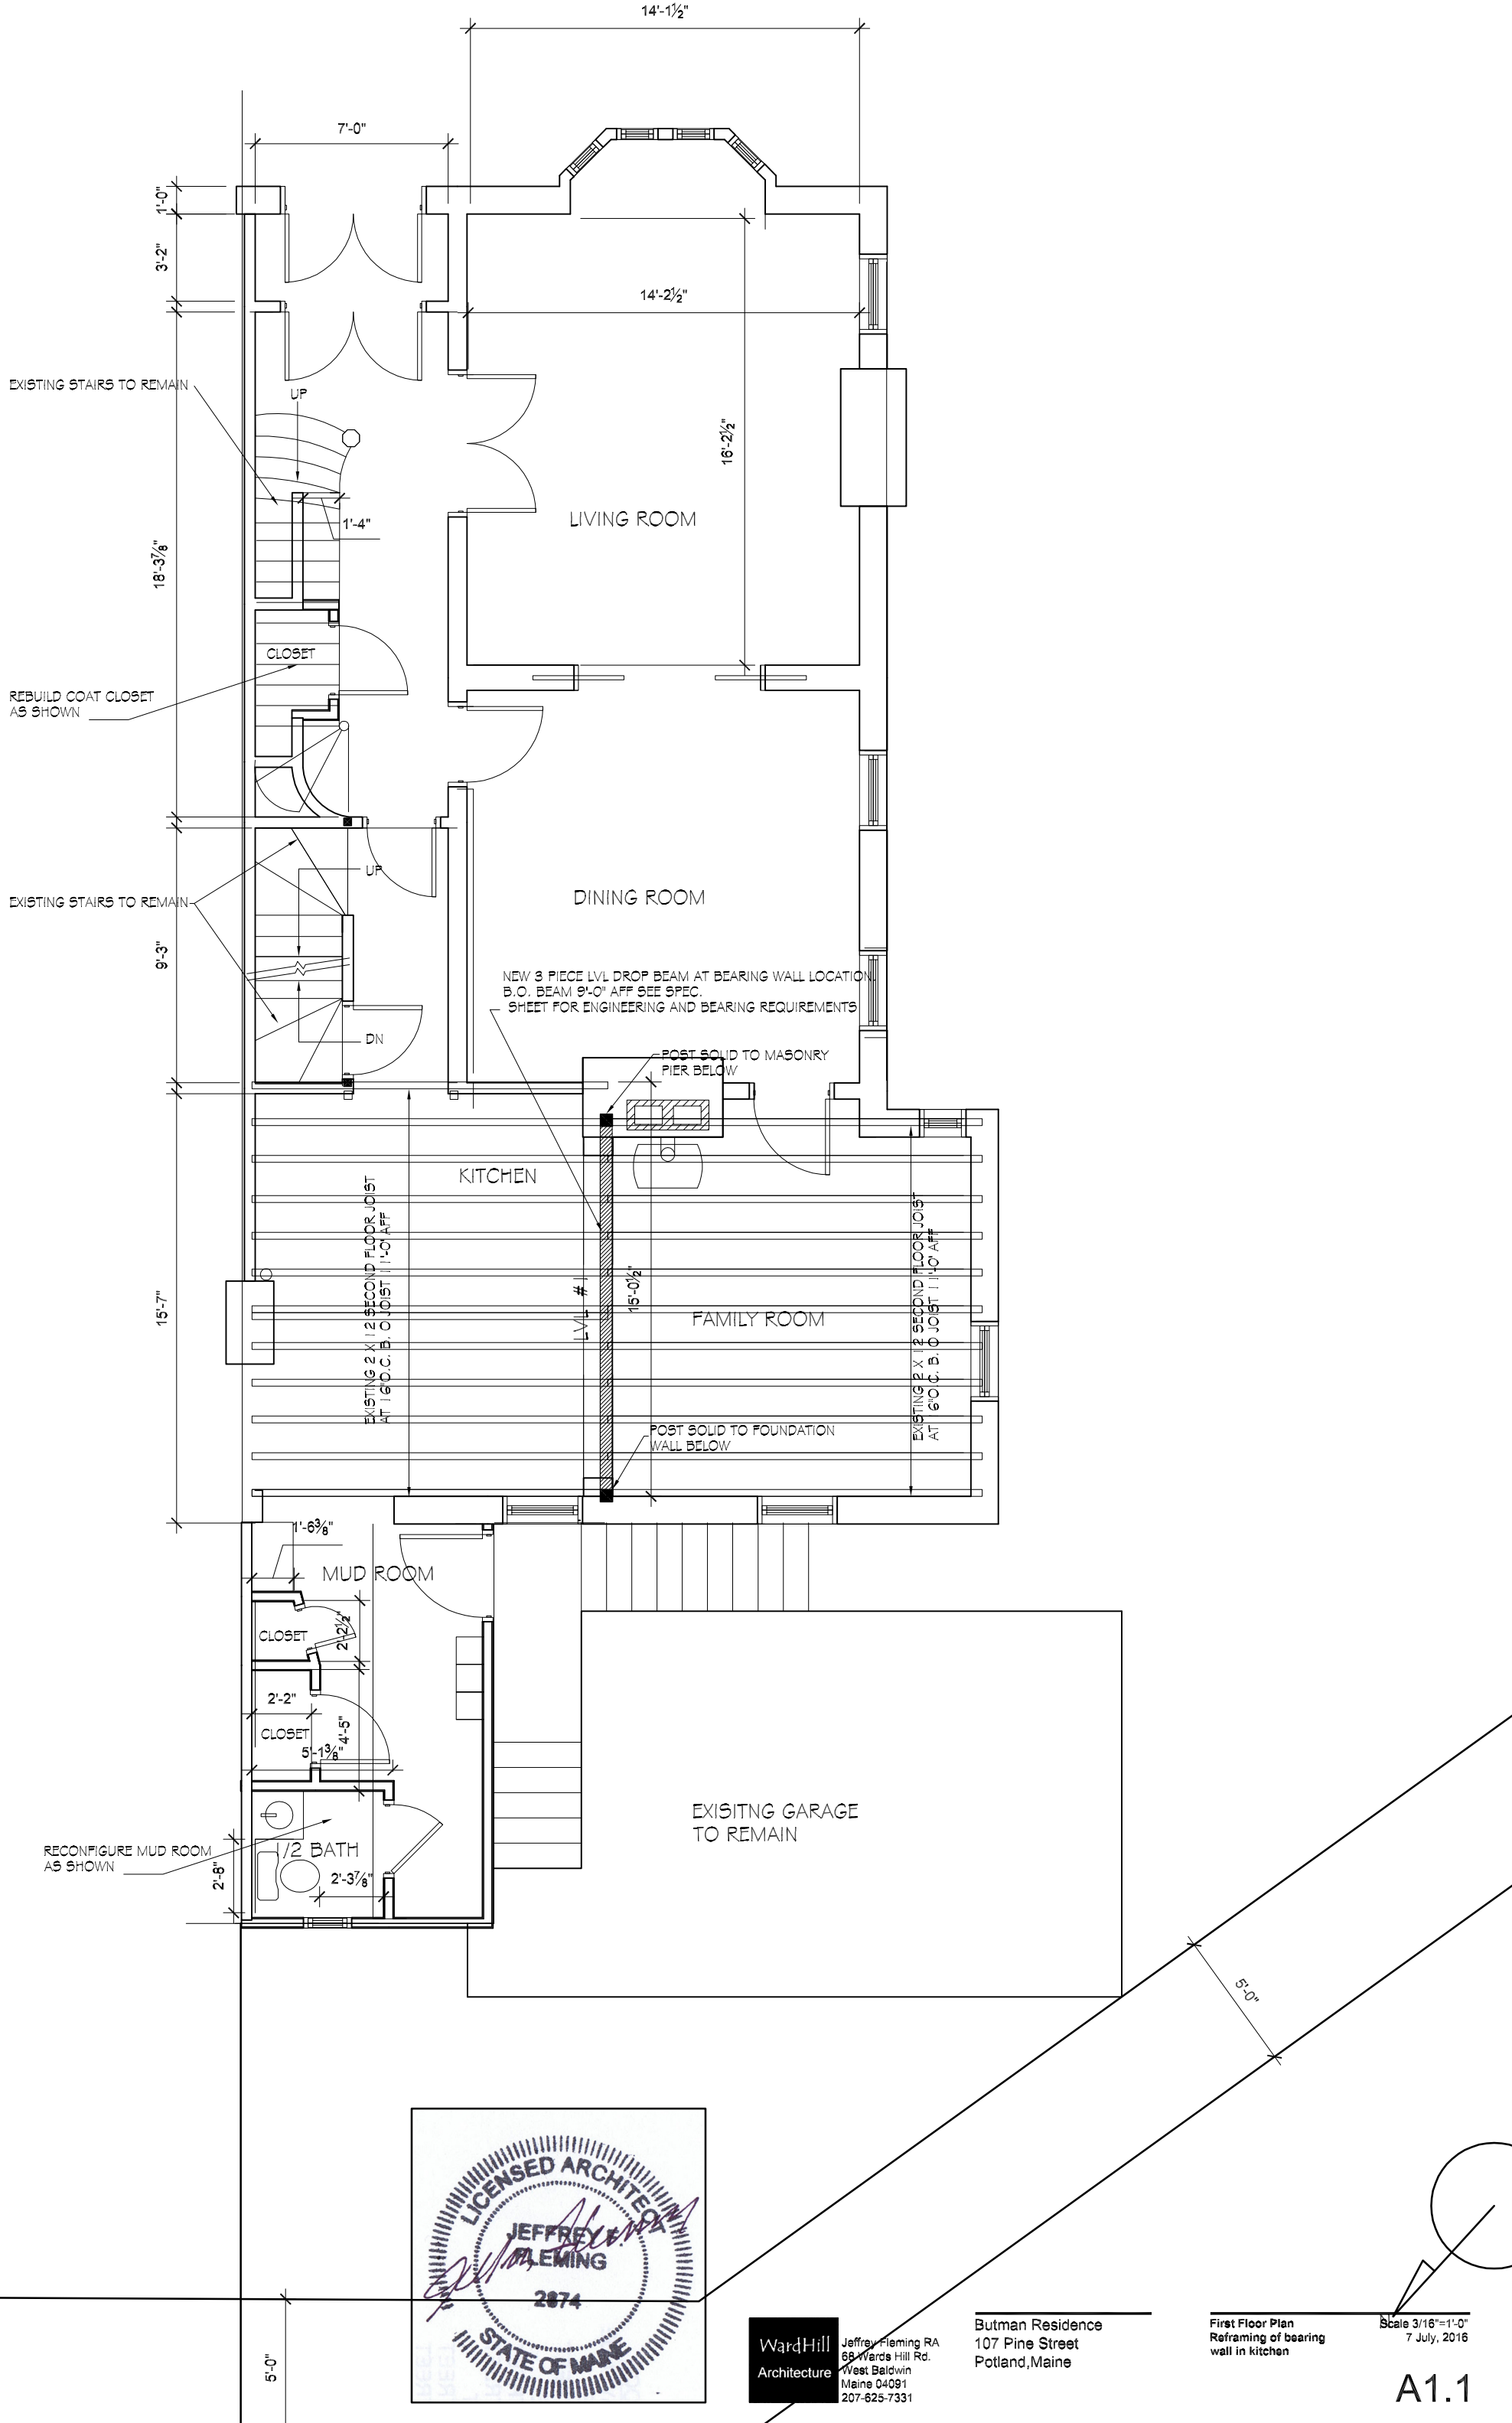 14'-1½"
7'-0"
1'-0"
3'-2"
14'-2½"
EXISTING STAIRS TO REMAIN
UP
16'-2½"
1'-4"
LIVING ROOM
18'-3⅞"
CLOSET
REBUILD COAT CLOSET
AS SHOWN
UP
DINING ROOM
EXISTING STAIRS TO REMAIN
9'-3"
NEW 3 PIECE LVL DROP BEAM AT BEARING WALL LOCATION.
B.O. BEAM 9'-0" AFF SEE SPEC.
SHEET FOR ENGINEERING AND BEARING REQUIREMENTS
DN
POST SOLID TO MASONRY
PIER BELOW
KITCHEN
EXISTING 2 X 12 SECOND FLOOR JOIST
AT 16"O.C. B. O JOIST 11'-0" AFF
EXISTING 2 X 12 SECOND FLOOR JOIST
AT 16"O.C. B. O JOIST 11'-0" AFF
LVL #1
15'-0½"
15'-7"
FAMILY ROOM
POST SOLID TO FOUNDATION
WALL BELOW
1'-6⅜"
MUD ROOM
CLOSET
2'-2½"
2'-2"
CLOSET
4'-5"
5'-1⅜"
EXISITNG GARAGE
TO REMAIN
RECONFIGURE MUD ROOM
AS SHOWN
1/2 BATH
2'-8"
2'-3⅞"
5'-0"
LICENSED ARCHITECT
JEFFREY
FLEMING
2874
STATE OF MAINE
5'-0"
WardHill
Architecture
Jeffrey Fleming RA
68 Wards Hill Rd.
West Baldwin
Maine 04091
207-625-7331
Butman Residence
107 Pine Street
Potland,Maine
First Floor Plan
Reframing of bearing
wall in kitchen
N
Scale 3/16"=1'-0"
7 July, 2016
A1.1